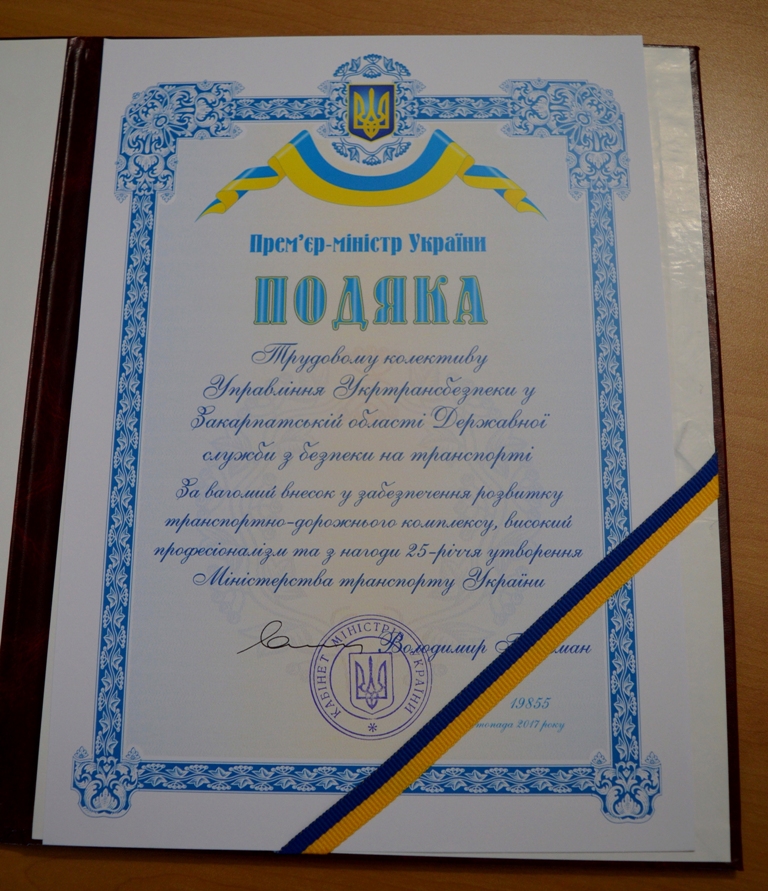 Прем'єр-міністр України
ПОДЯКА
Трудовому колективу
Управління Укртрансбезпеки у
Закарпатській області Державної
служби з безпеки на транспорті
За вагомий внесок у забезпечення розвитку
транспортно-дорожнього комплексу, високий
професіоналізм та з нагоди 25-річчя утворення
Міністерства транспорту України
Володимир
КАБІНЕТ МІНІСТРІВ УКРАЇНИ
19855
2017 року